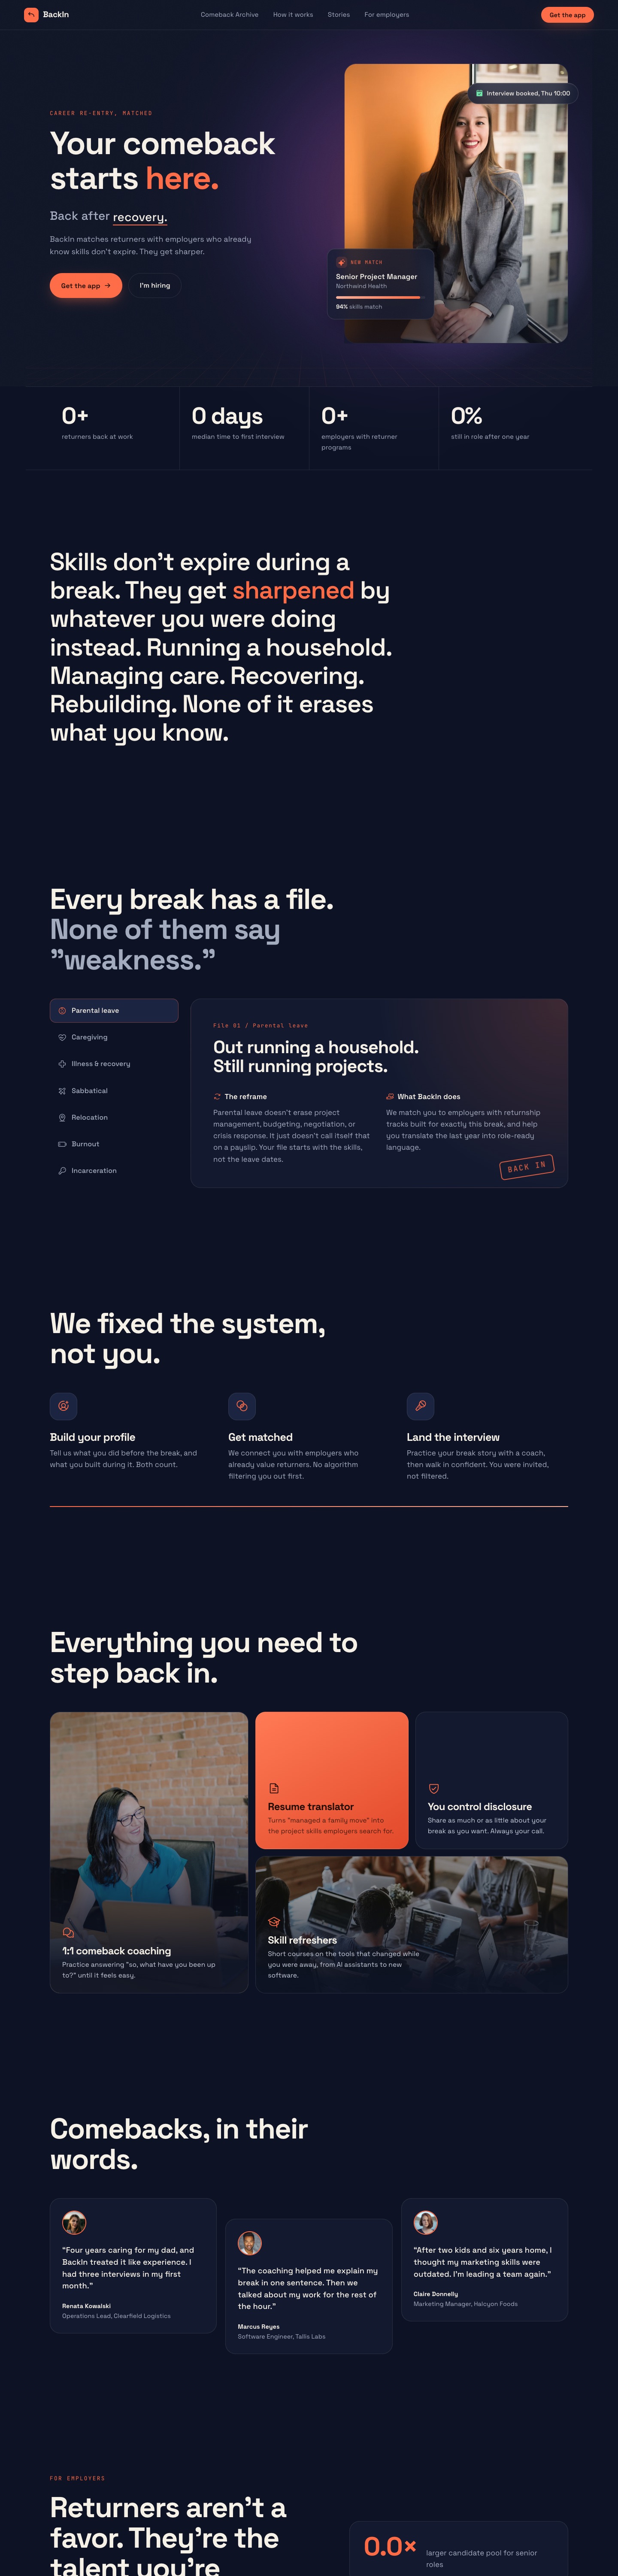 BackIn
Comeback Archive
How it works
Stories
For employers
Get the app
CAREER RE-ENTRY, MATCHED
Your comeback
starts here.
Back after recovery.
BackIn matches returners with employers who already
know skills don't expire. They get sharper.
Get the app →
I'm hiring
Interview booked, Thu 10:00
NEW MATCH
Senior Project Manager
Northwind Health
94% skills match
0+
returners back at work
0 days
median time to first interview
0+
employers with returner
programs
0%
still in role after one year
Skills don't expire during a
break. They get sharpened by
whatever you were doing
instead. Running a household.
Managing care. Recovering.
Rebuilding. None of it erases
what you know.
Every break has a file.
None of them say
"weakness."
Parental leave
Caregiving
Illness & recovery
Sabbatical
Relocation
Burnout
Incarceration
File 01 / Parental leave
Out running a household.
Still running projects.
The reframe
Parental leave doesn't erase project
management, budgeting, negotiation, or
crisis response. It just doesn't call itself that
on a payslip. Your file starts with the skills,
not the leave dates.
What BackIn does
We match you to employers with returnship
tracks built for exactly this break, and help
you translate the last year into role-ready
language.
BACK IN
We fixed the system,
not you.
Build your profile
Tell us what you did before the break, and
what you built during it. Both count.
Get matched
We connect you with employers who
already value returners. No algorithm
filtering you out first.
Land the interview
Practice your break story with a coach,
then walk in confident. You were invited,
not filtered.
Everything you need to
step back in.
1:1 comeback coaching
Practice answering "so, what have you been up
to?" until it feels easy.
Resume translator
Turns "managed a family move" into
the project skills employers search for.
You control disclosure
Share as much or as little about your
break as you want. Always your call.
Skill refreshers
Short courses on the tools that changed while
you were away, from AI assistants to new
software.
Comebacks, in their
words.
"Four years caring for my dad, and
BackIn treated it like experience. I
had three interviews in my first
month."
Renata Kowalski
Operations Lead, Clearfield Logistics
"The coaching helped me explain my
break in one sentence. Then we
talked about my work for the rest of
the hour."
Marcus Reyes
Software Engineer, Tallis Labs
"After two kids and six years home, I
thought my marketing skills were
outdated. I'm leading a team again."
Claire Donnelly
Marketing Manager, Halcyon Foods
FOR EMPLOYERS
Returners aren't a
favor. They're the
talent you're
0.0×
larger candidate pool for senior
roles